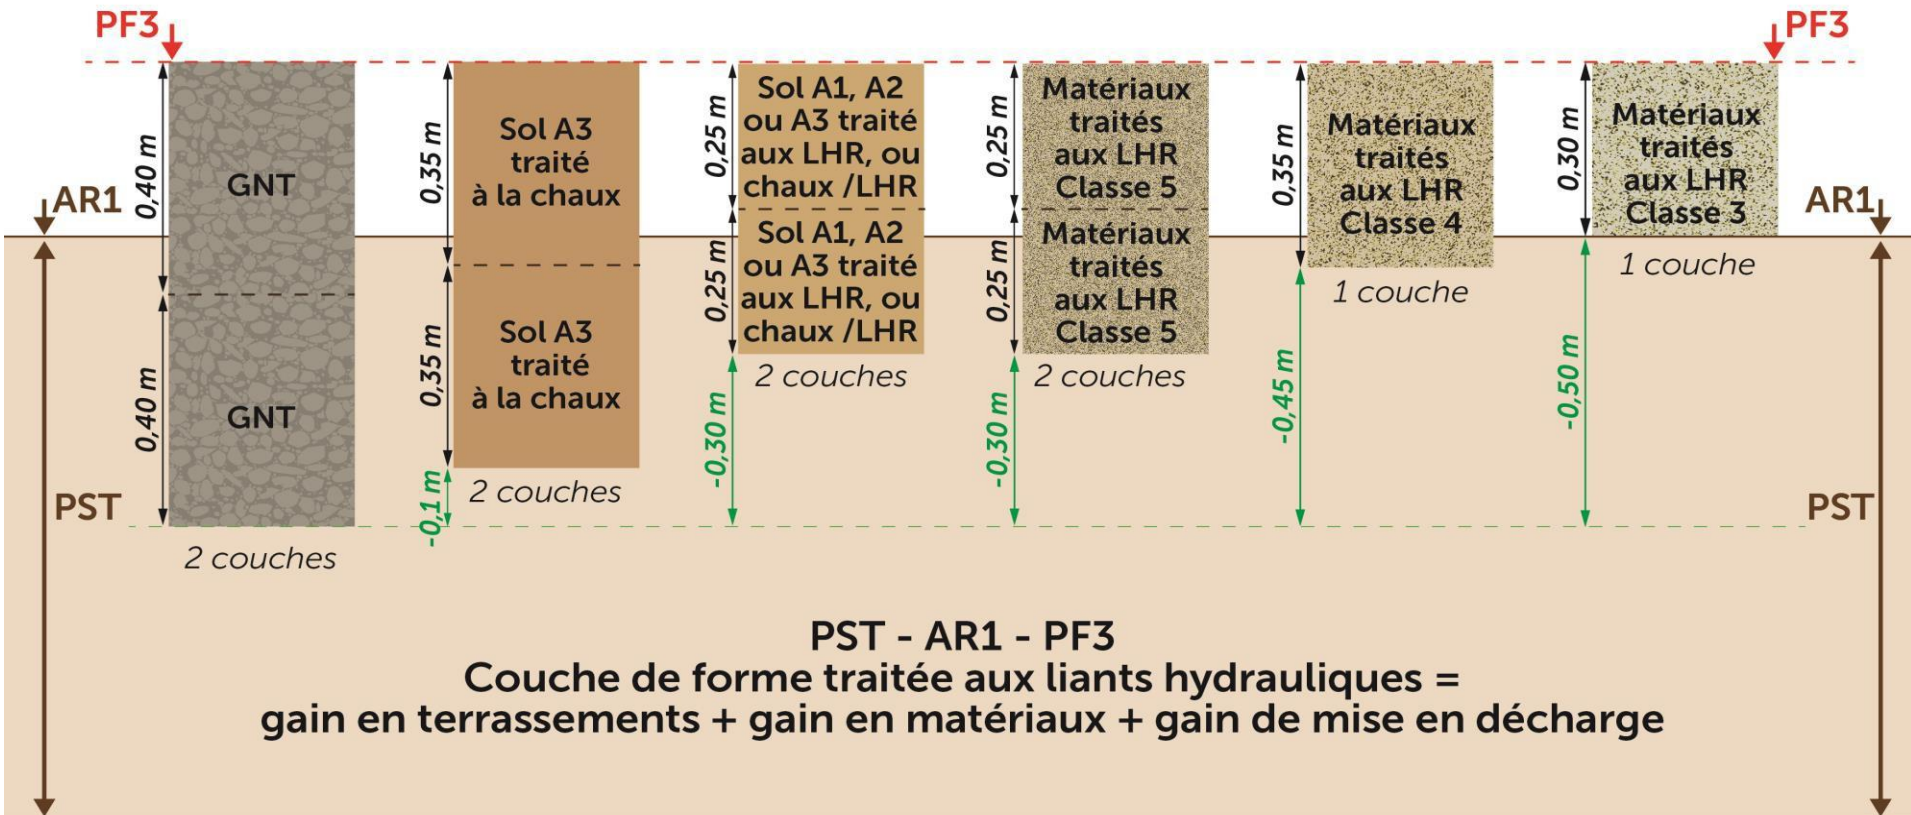 PF3
PF3
AR1
AR1
PST
PST
0,40 m
GNT
0,40 m
GNT
2 couches
0,35 m
Sol A3
traité
à la chaux
0,35 m
Sol A3
traité
à la chaux
-0,1 m
2 couches
0,25 m
Sol A1, A2
ou A3 traité
aux LHR, ou
chaux /LHR
0,25 m
Sol A1, A2
ou A3 traité
aux LHR, ou
chaux /LHR
2 couches
-0,30 m
0,25 m
Matériaux
traités
aux LHR
Classe 5
0,25 m
Matériaux
traités
aux LHR
Classe 5
2 couches
-0,30 m
0,35 m
Matériaux
traités
aux LHR
Classe 4
1 couche
-0,45 m
0,30 m
Matériaux
traités
aux LHR
Classe 3
1 couche
-0,50 m
PST - AR1 - PF3
Couche de forme traitée aux liants hydrauliques =
gain en terrassements + gain en matériaux + gain de mise en décharge